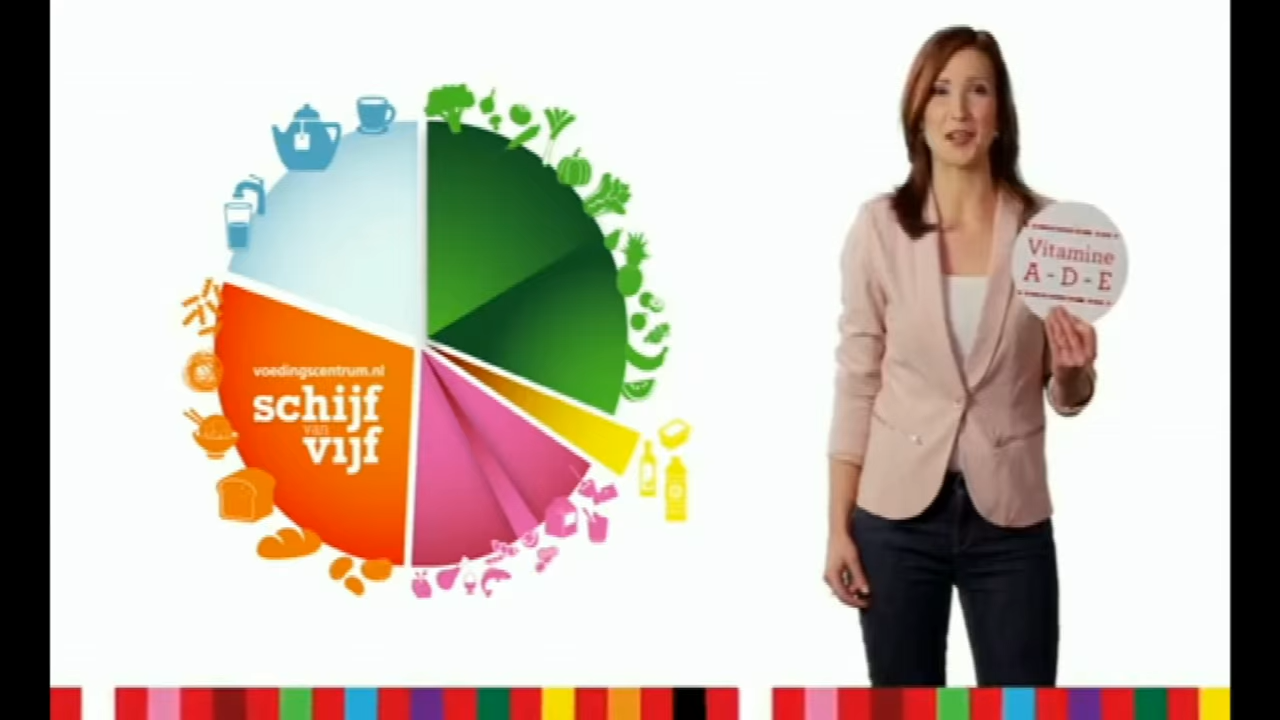 voedingscentrum.nl
schijf
van
vijf
Vitamine
A - D - E